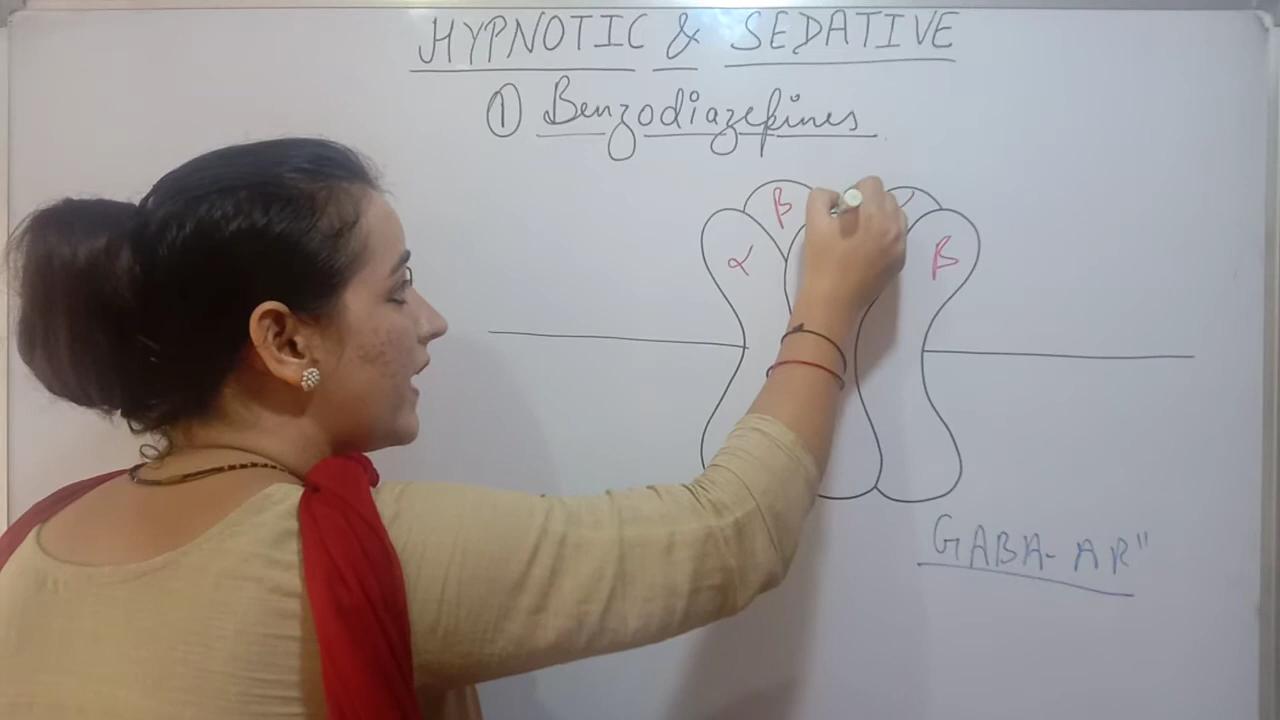 HYPNOTIC & SEDATIVE
① Benzodiazepines
β
α β
GABA-AR"